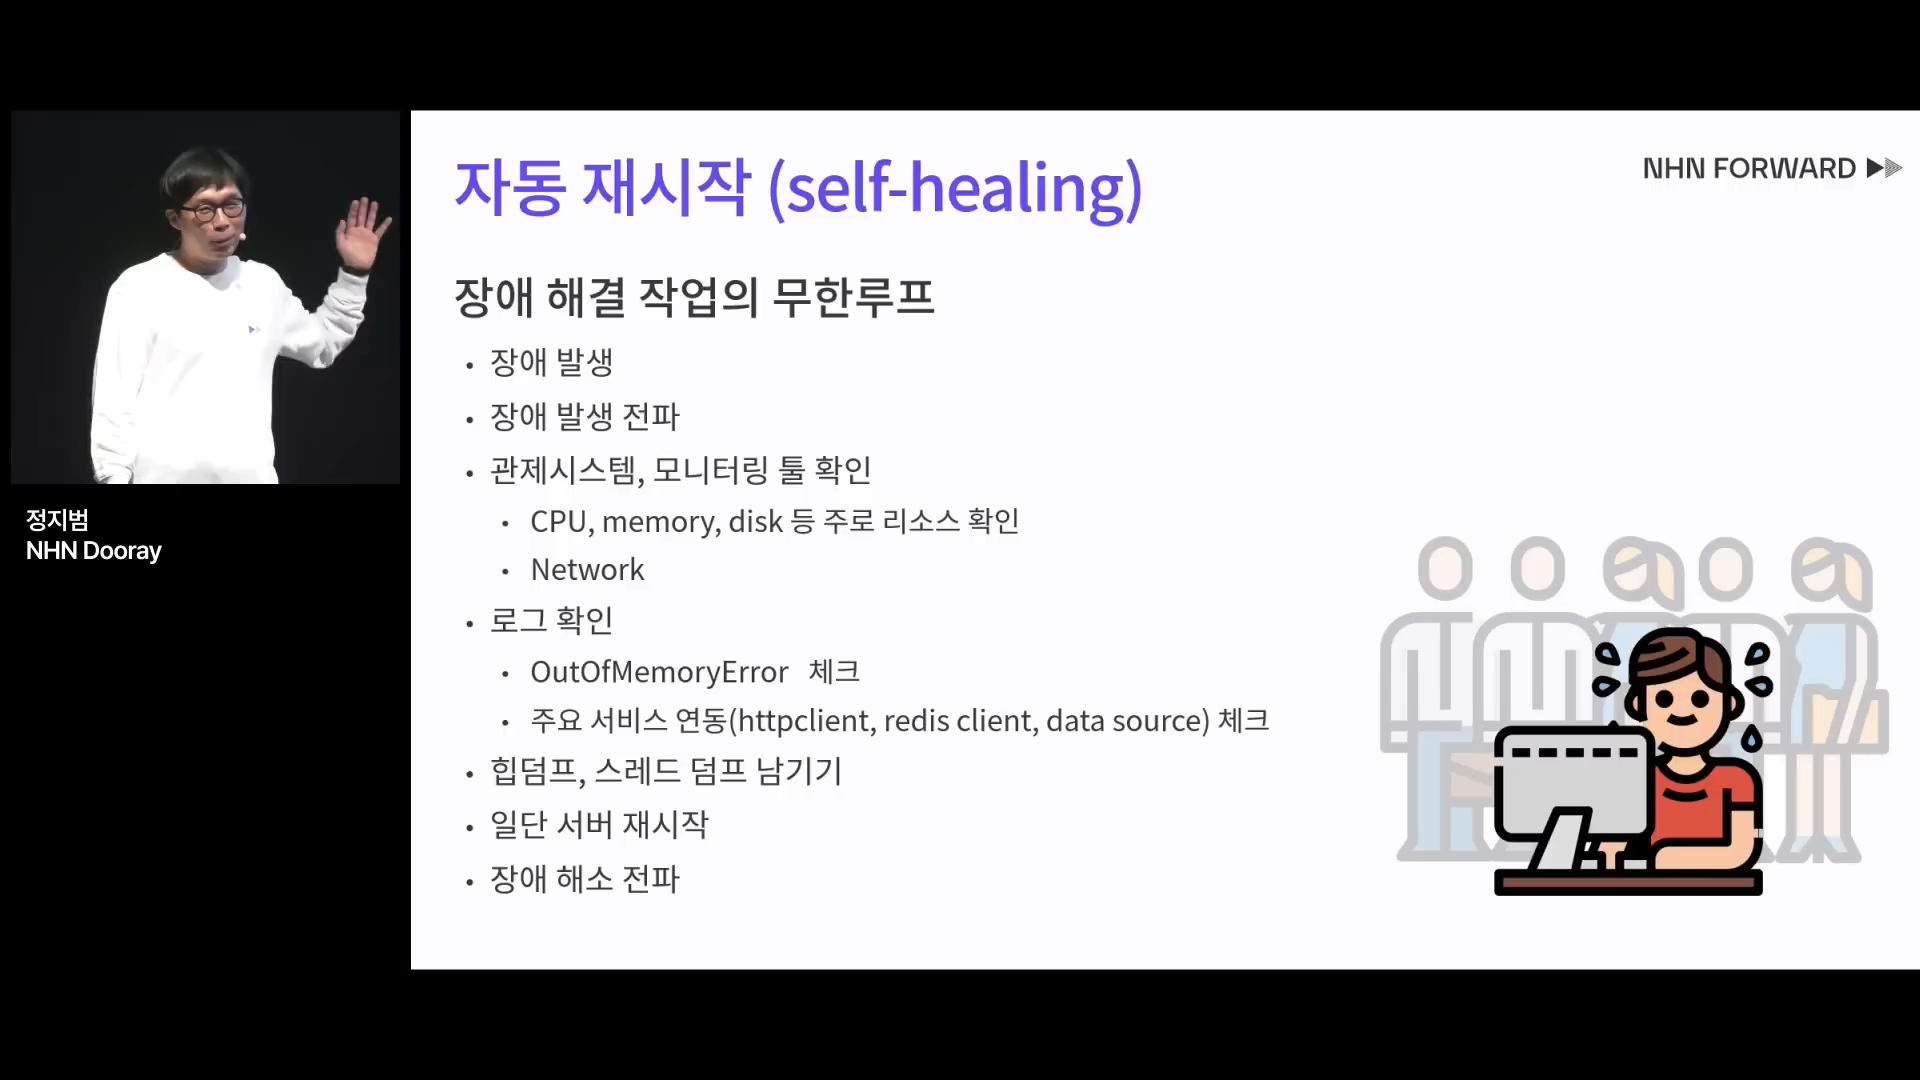 자동 재시작 (self-healing)
NHN FORWARD
장애 해결 작업의 무한루프
• 장애 발생
• 장애 발생 전파
• 관제시스템, 모니터링 툴 확인
• CPU, memory, disk 등 주로 리소스 확인
• Network
• 로그 확인
• OutOfMemoryError 체크
• 주요 서비스 연동(httpclient, redis client, data source) 체크
• 힙덤프, 스레드 덤프 남기기
• 일단 서버 재시작
• 장애 해소 전파
정지범
NHN Dooray